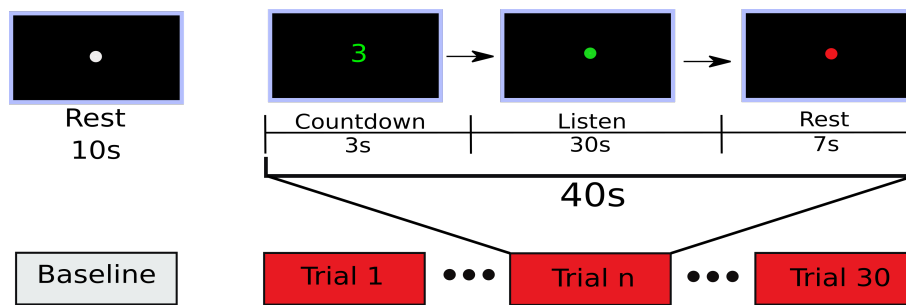 3
Rest
10s
Countdown
Listen
Rest
3s
30s
7s
40s
Baseline
Trial 1
Trial n
Trial 30